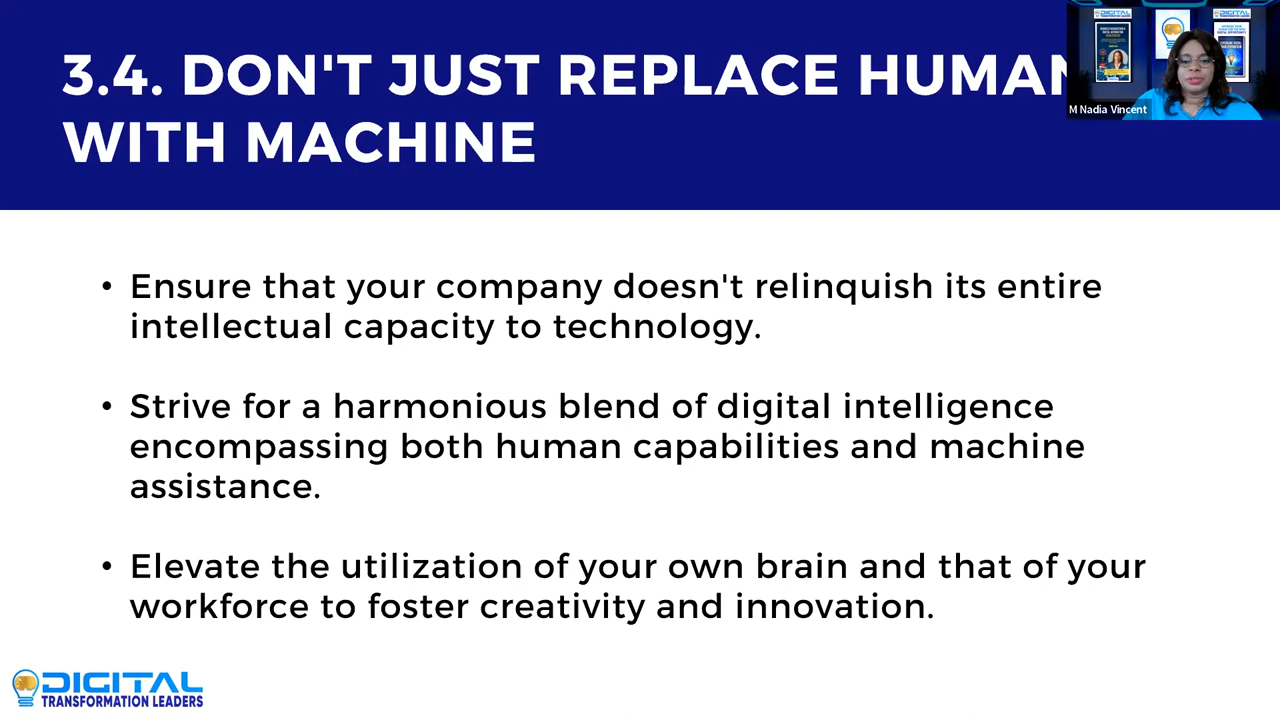 3.4. DON'T JUST REPLACE HUMAN
WITH MACHINE
M Nadia Vincent
• Ensure that your company doesn't relinquish its entire
intellectual capacity to technology.
• Strive for a harmonious blend of digital intelligence
encompassing both human capabilities and machine
assistance.
• Elevate the utilization of your own brain and that of your
workforce to foster creativity and innovation.
DIGITAL
TRANSFORMATION LEADERS